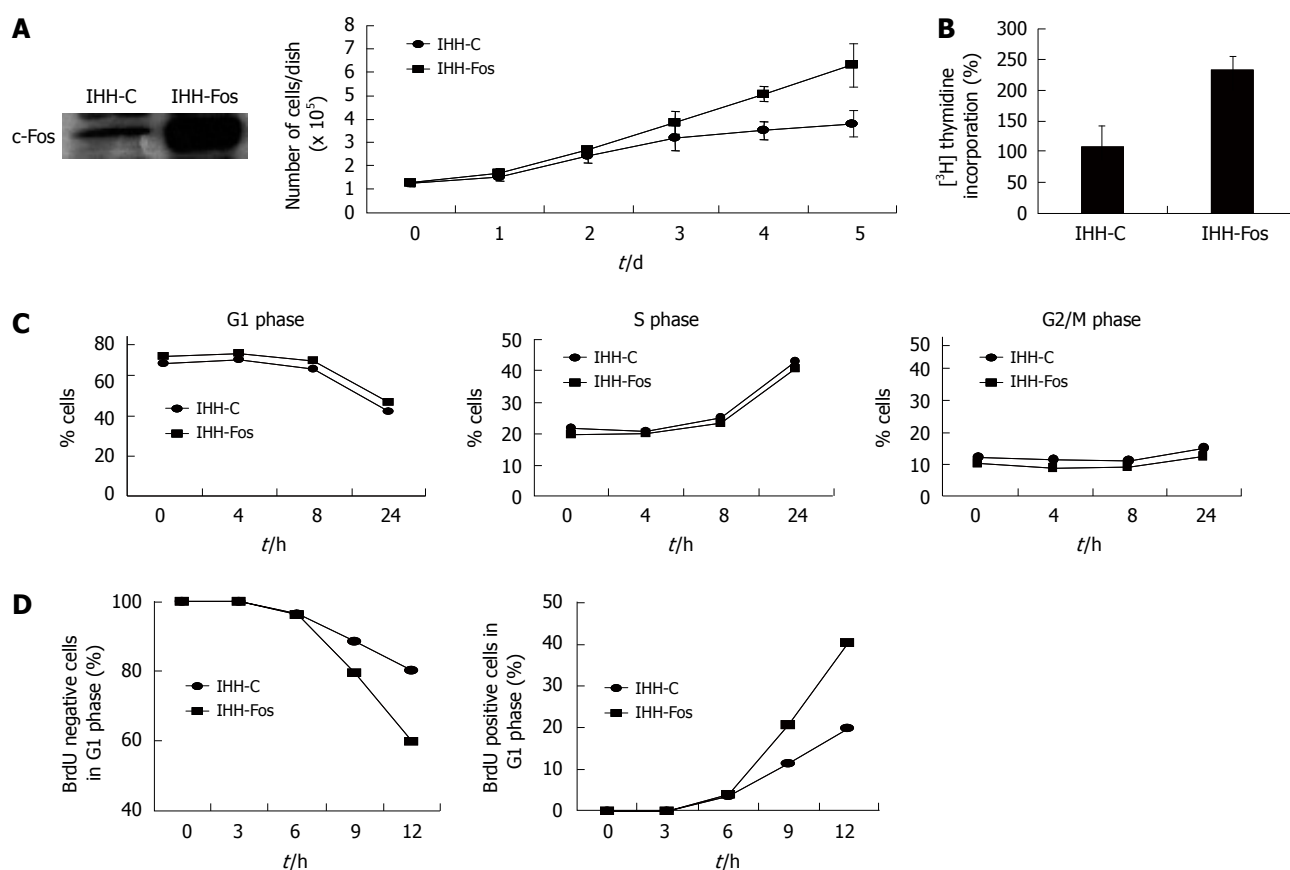 A
IHH-C IHH-Fos
c-Fos
Number of cells/dish
(x 10⁵)
8
7
6
5
4
3
2
1
0
IHH-C
IHH-Fos
0 1 2 3 4 5
t/d
B
[³H] thymidine
incorporation (%)
300
250
200
150
100
50
0
IHH-C IHH-Fos
C
G1 phase
% cells
80
60
40
20
0
IHH-C
IHH-Fos
0 4 8 24
t/h
S phase
% cells
50
40
30
20
10
0
IHH-C
IHH-Fos
0 4 8 24
t/h
G2/M phase
% cells
50
40
30
20
10
0
IHH-C
IHH-Fos
0 4 8 24
t/h
D
BrdU negative cells
in G1 phase (%)
100
80
60
40
IHH-C
IHH-Fos
0 3 6 9 12
t/h
BrdU positive cells in
G1 phase (%)
50
40
30
20
10
0
IHH-C
IHH-Fos
0 3 6 9 12
t/h